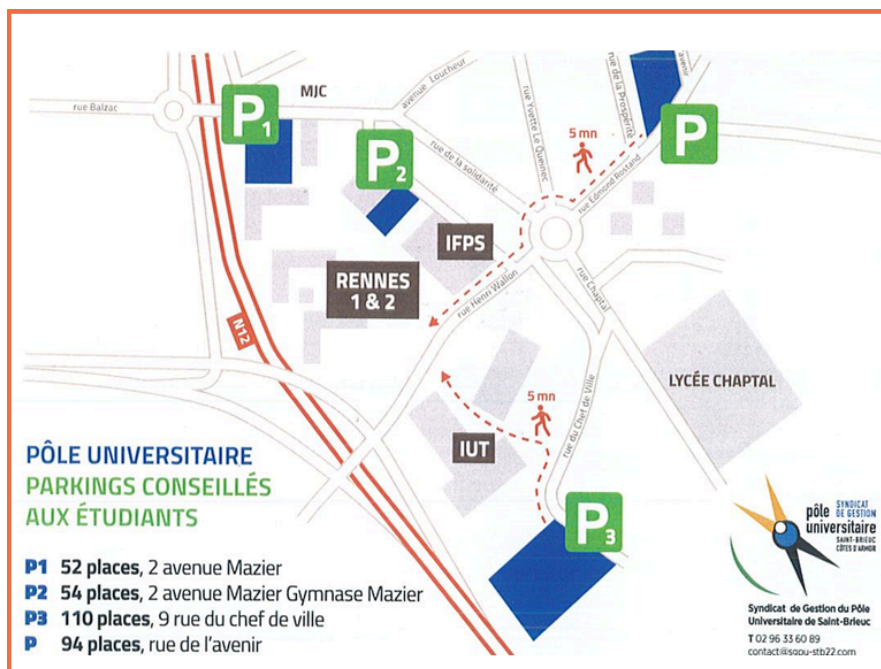 rue Balzac
MJC
avenue Loucheur
rue Yvette Le Quennec
rue de la Prospérité
avenir
P1
P2
P
5 mn
rue de la solidarité
rue Edmond Rostand
IFPS
RENNES
1 & 2
rue Henri Wallon
rue Chaptal
N12
LYCÉE CHAPTAL
5 mn
rue du Chef de Ville
IUT
P3
PÔLE UNIVERSITAIRE
PARKINGS CONSEILLÉS
AUX ÉTUDIANTS
P1 52 places, 2 avenue Mazier
P2 54 places, 2 avenue Mazier Gymnase Mazier
P3 110 places, 9 rue du chef de ville
P 94 places, rue de l'avenir
pôle SYNDICAT DE GESTION
universitaire
SAINT-BRIEUC
CÔTES D'ARMOR
Syndicat de Gestion du Pôle
Universitaire de Saint-Brieuc
T 02 96 33 60 89
contact@sgpu-stb22.com